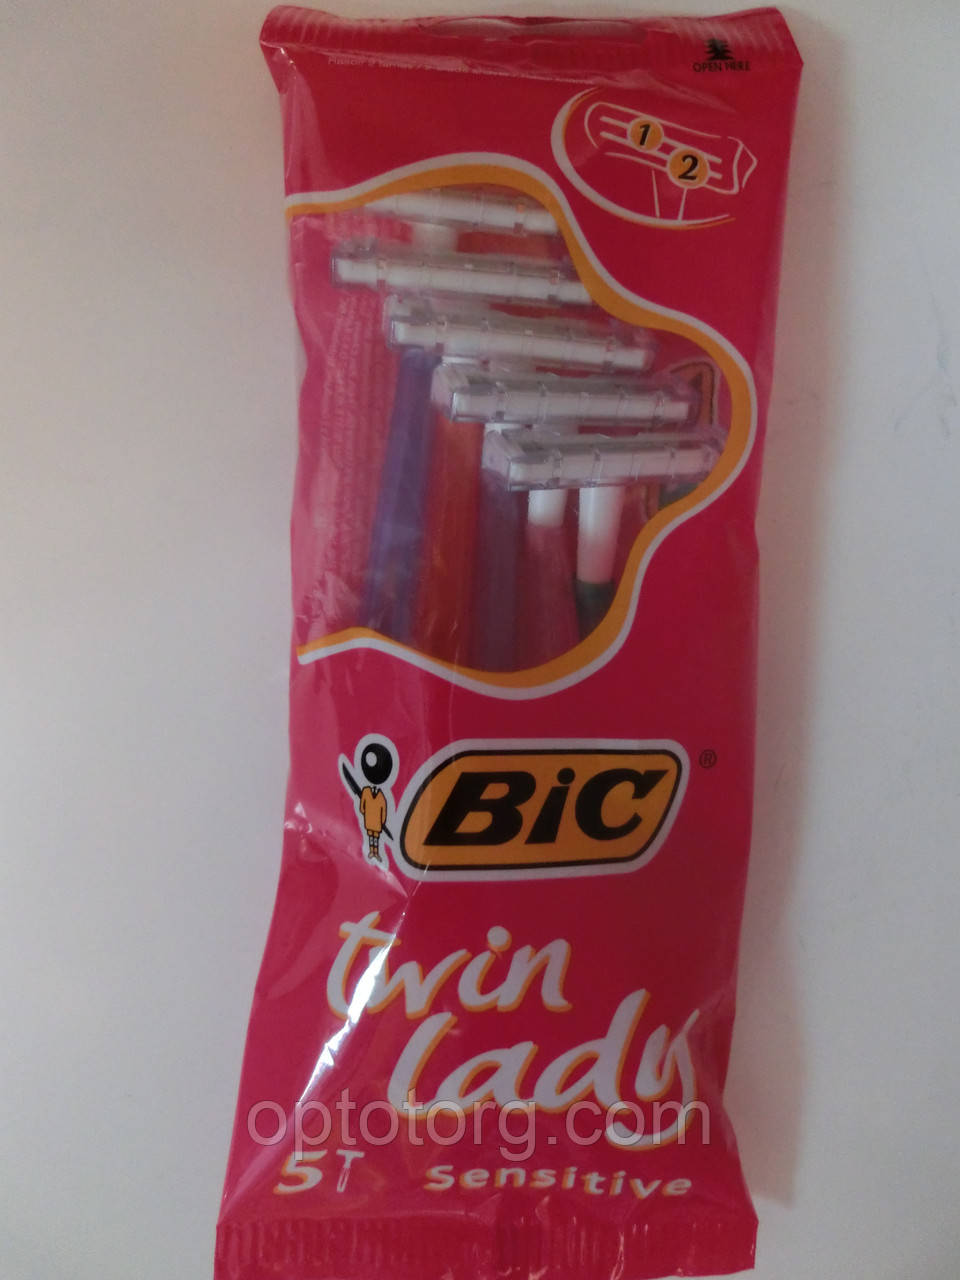 OPEN HERE
1
2
BiC ®
twin
Lady
optotorg.com
5
Sensitive